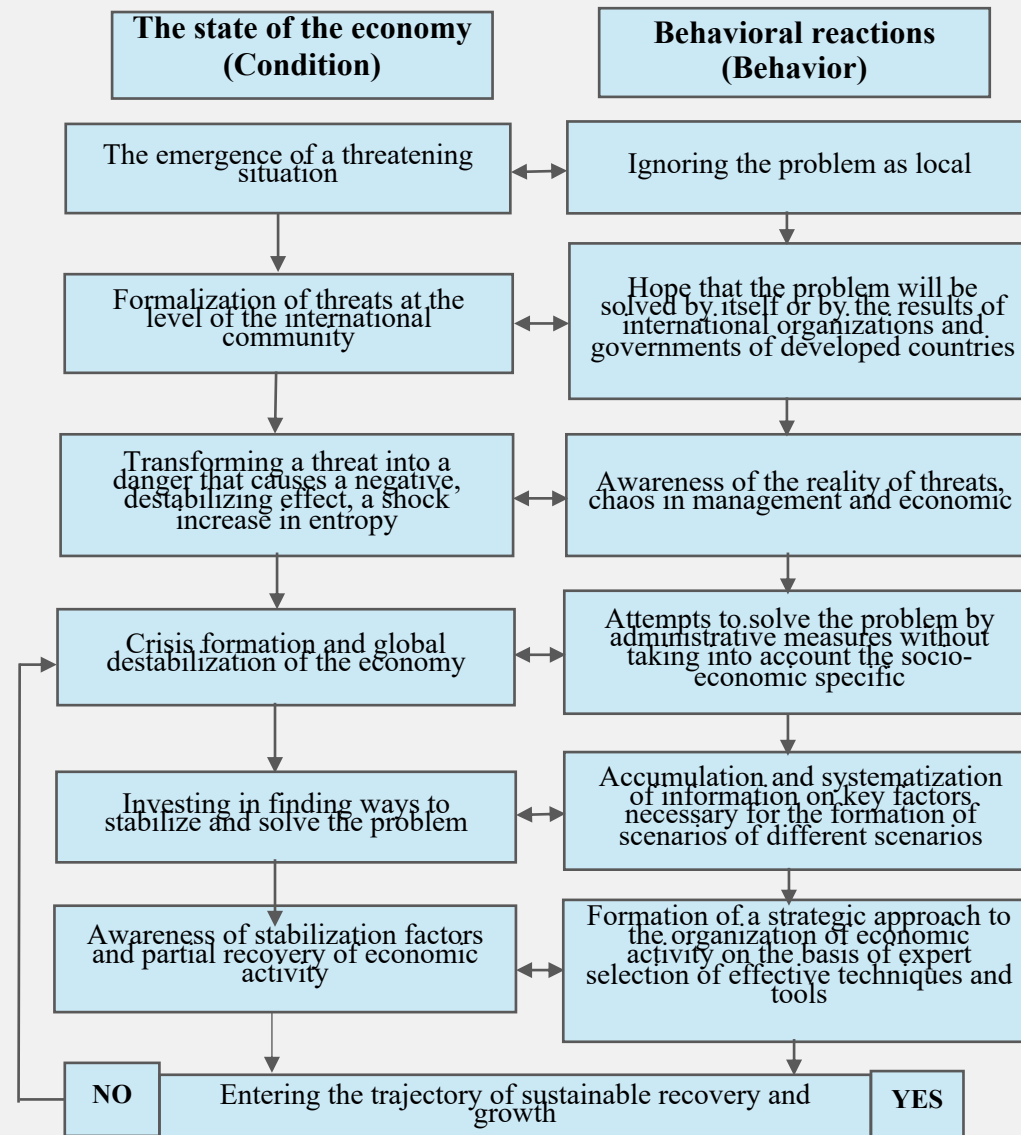 The state of the economy
(Condition)
Behavioral reactions
(Behavior)
The emergence of a threatening
situation
Ignoring the problem as local
Formalization of threats at the
level of the international
community
Hope that the problem will be
solved by itself or by the results of
international organizations and
governments of developed countries
Transforming a threat into a
danger that causes a negative,
destabilizing effect, a shock
increase in entropy
Awareness of the reality of threats,
chaos in management and economic
Crisis formation and global
destabilization of the economy
Attempts to solve the problem by
administrative measures without
taking into account the socio-
economic specific
Investing in finding ways to
stabilize and solve the problem
Accumulation and systematization
of information on key factors
necessary for the formation of
scenarios of different scenarios
Awareness of stabilization factors
and partial recovery of economic
activity
Formation of a strategic approach to
the organization of economic
activity on the basis of expert
selection of effective techniques and
tools
NO
Entering the trajectory of sustainable recovery and
growth
YES